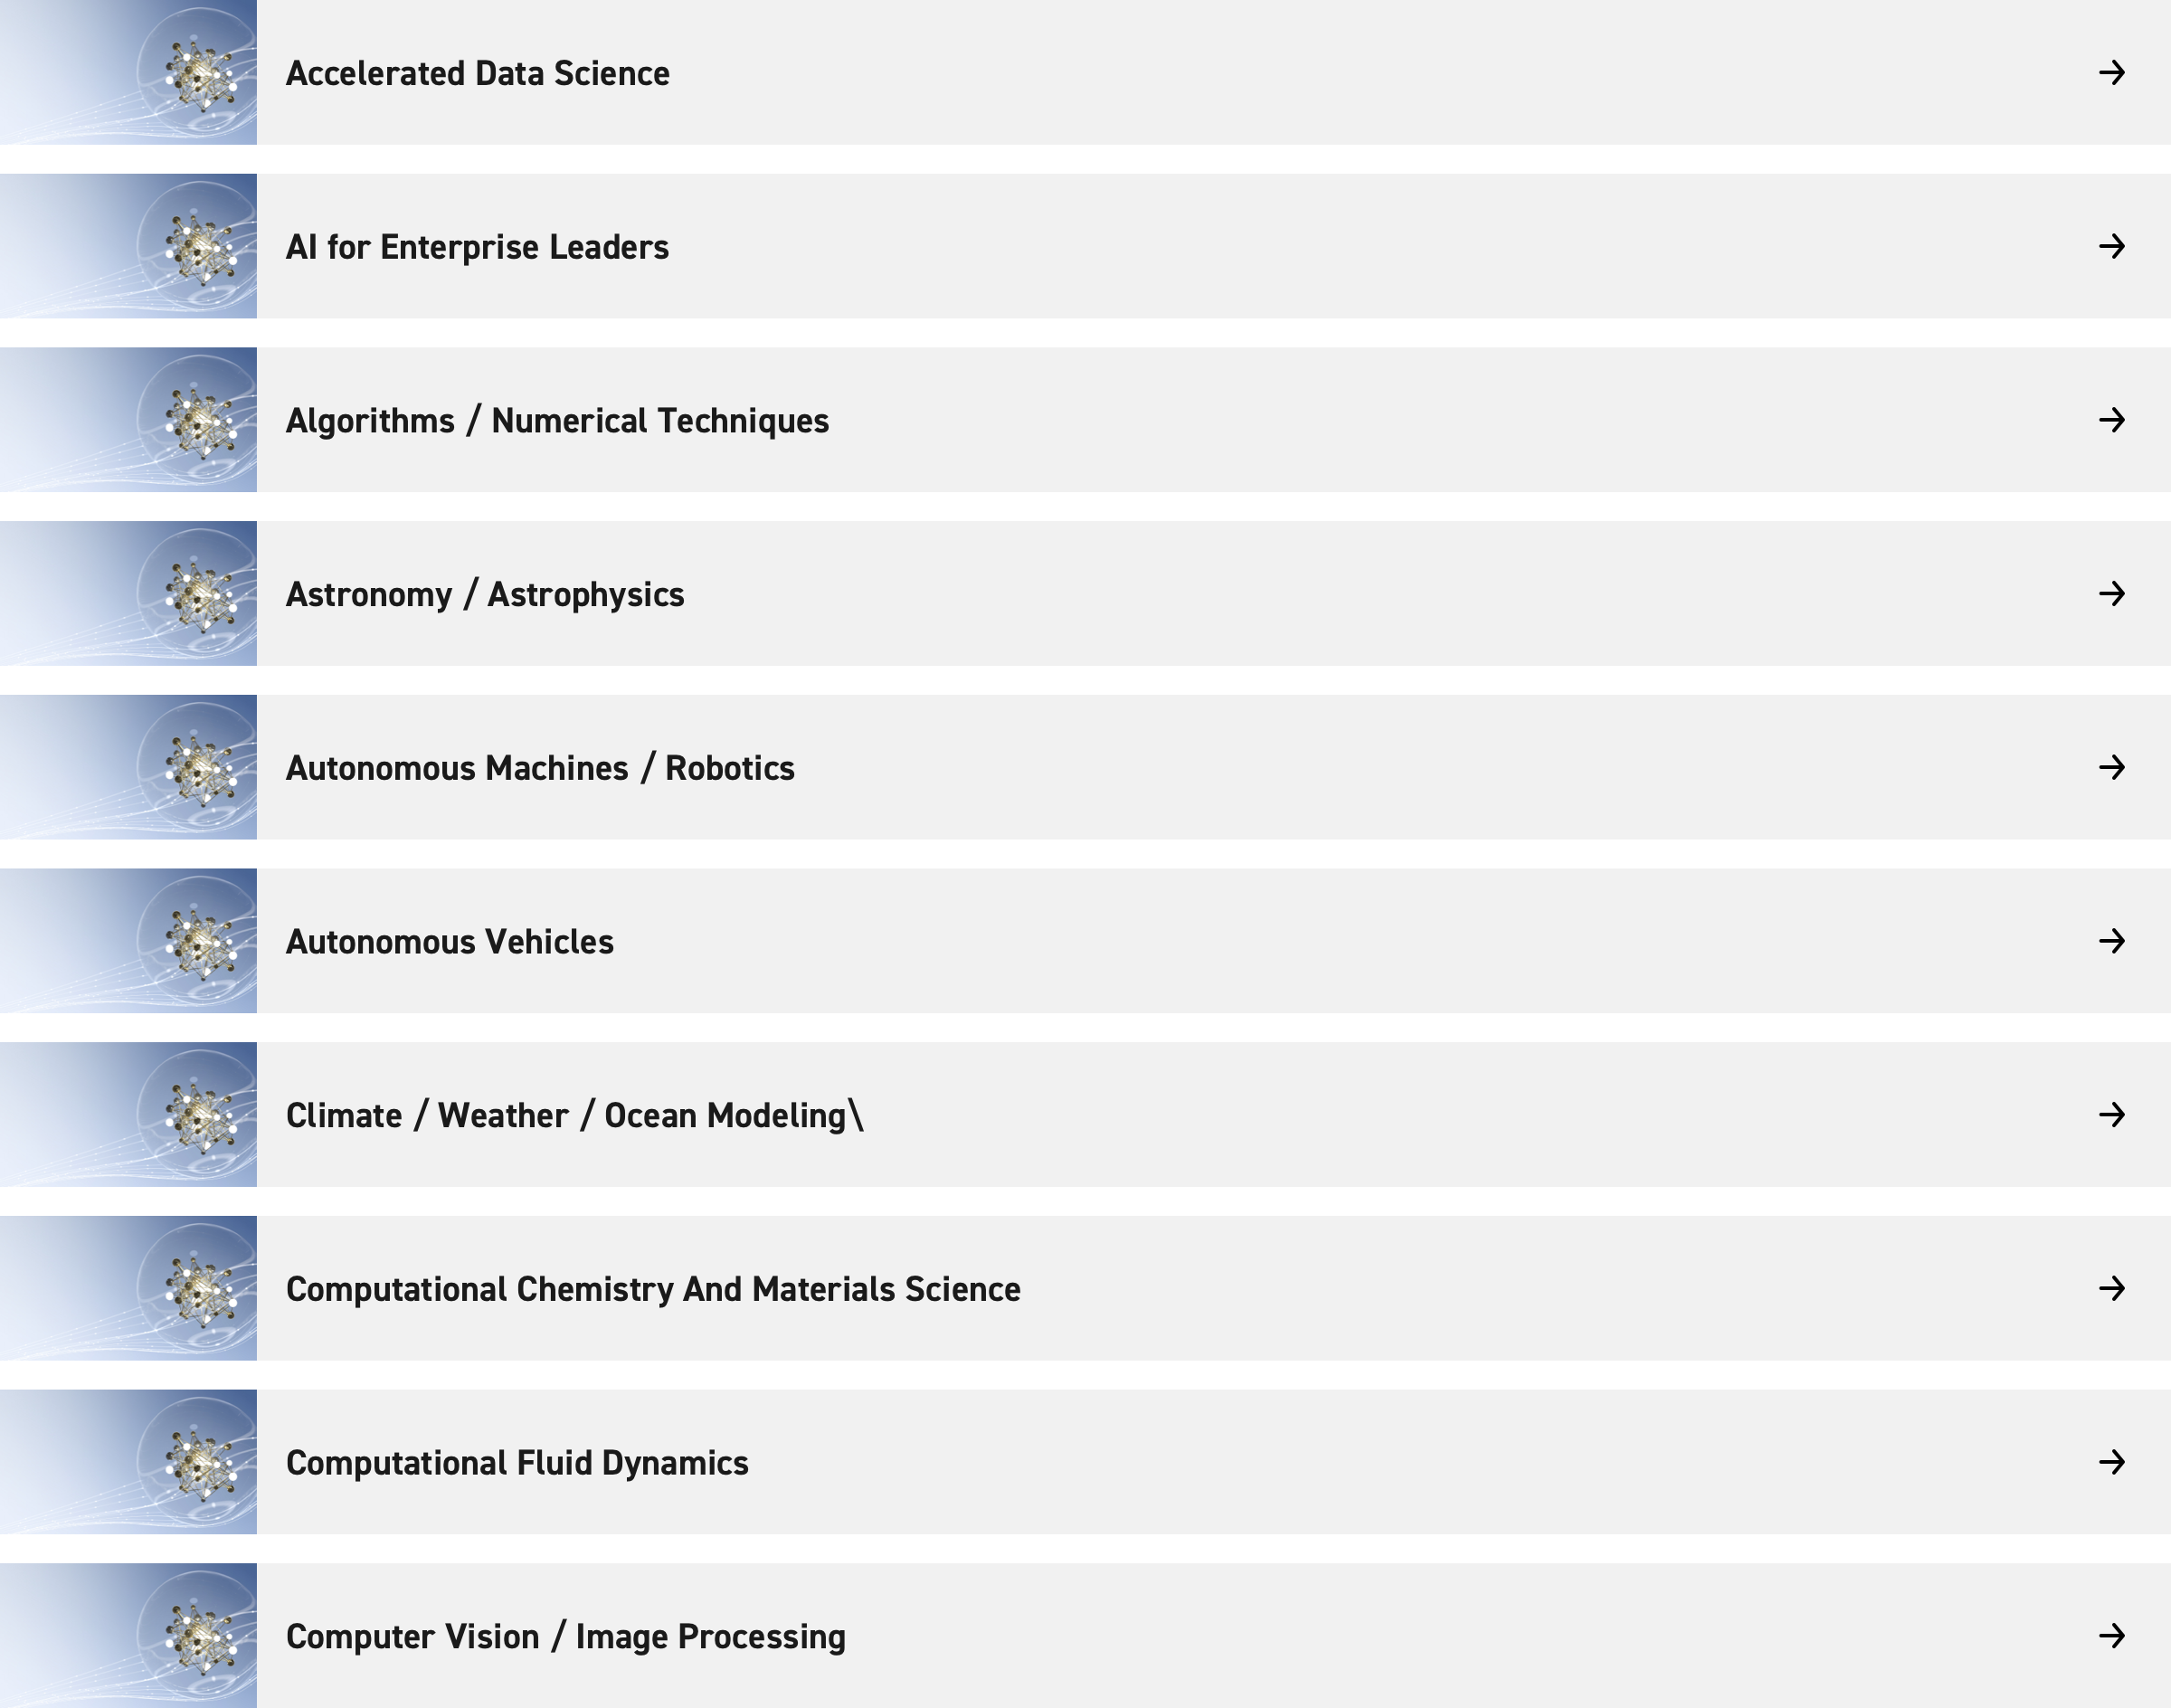 Accelerated Data Science
AI for Enterprise Leaders
Algorithms / Numerical Techniques
Astronomy / Astrophysics
Autonomous Machines / Robotics
Autonomous Vehicles
Climate / Weather / Ocean Modeling\
Computational Chemistry And Materials Science
Computational Fluid Dynamics
Computer Vision / Image Processing